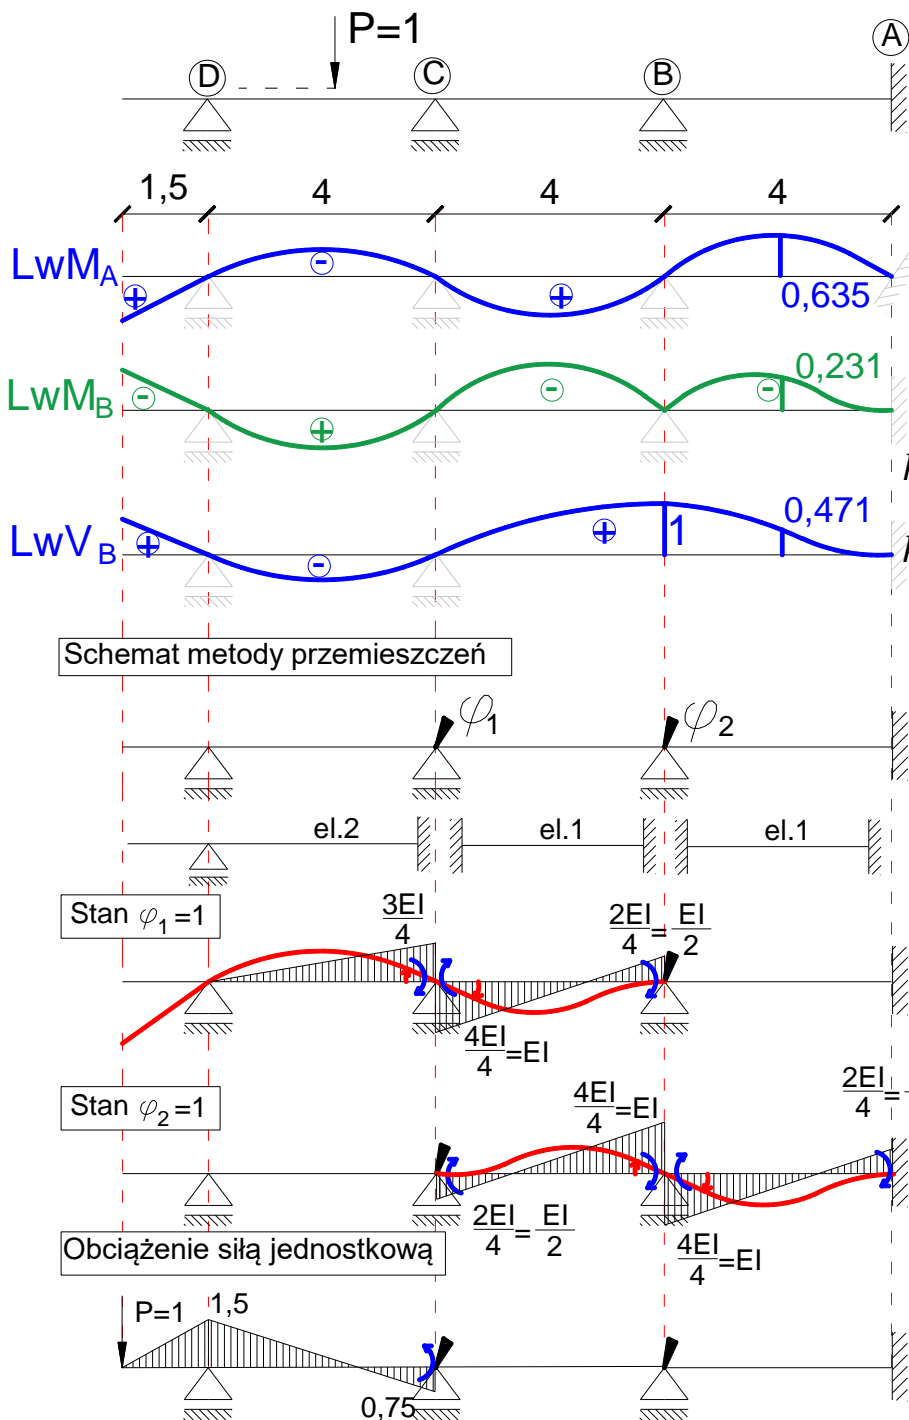 P=1
A
D
C
B
1,5 4 4 4
LwM A
-
+
+
0,635
LwM B
-
+
-
-
0,231
LwV B
+
-
+
1
0,471
Schemat metody przemieszczeń
φ1 φ2
el.2 el.1 el.1
Stan φ1=1
3EI/4
2EI/4 = EI/2
4EI/4 =EI
Stan φ2=1
4EI/4 =EI
2EI/4 =
2EI/4 = EI/2
4EI/4 =EI
Obciążenie siłą jednostkową
P=1
1,5
0,75